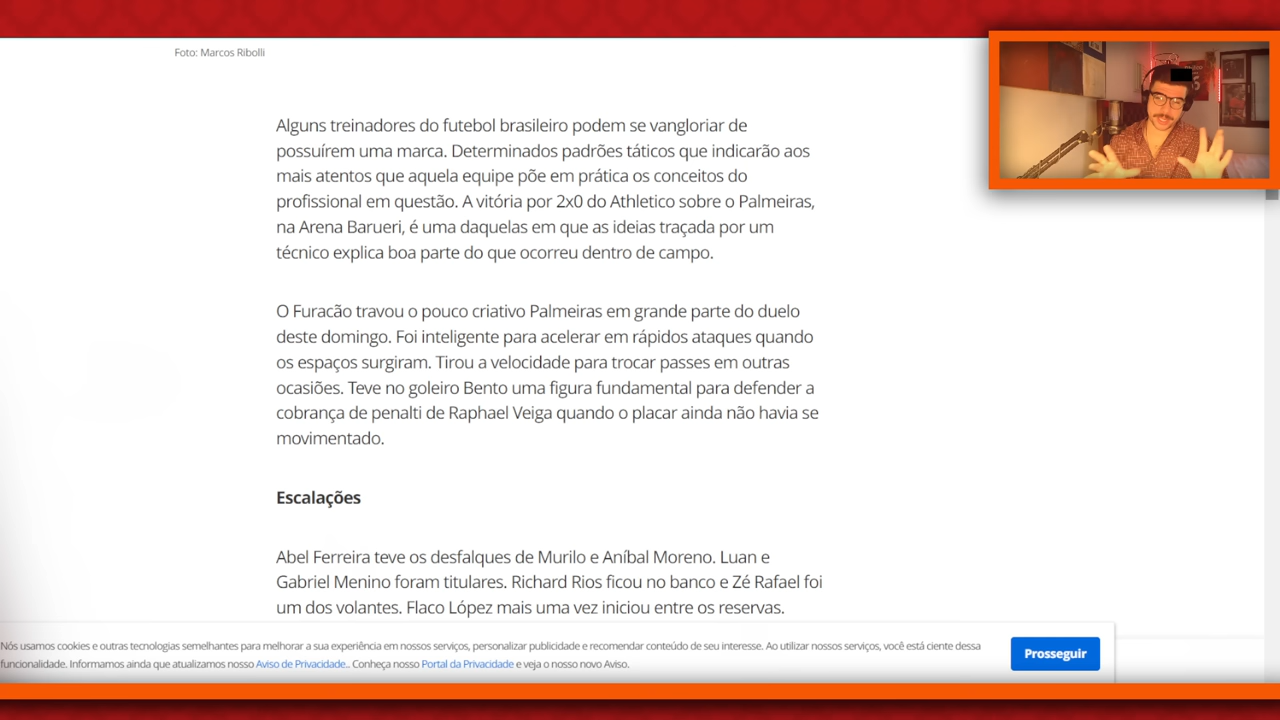 Foto: Marcos Ribolli
Alguns treinadores do futebol brasileiro podem se vangloriar de
possuírem uma marca. Determinados padrões táticos que indicarão aos
mais atentos que aquela equipe põe em prática os conceitos do
profissional em questão. A vitória por 2x0 do Athletico sobre o Palmeiras,
na Arena Barueri, é uma daquelas em que as ideias traçada por um
técnico explica boa parte do que ocorreu dentro de campo.
O Furacão travou o pouco criativo Palmeiras em grande parte do duelo
deste domingo. Foi inteligente para acelerar em rápidos ataques quando
os espaços surgiram. Tirou a velocidade para trocar passes em outras
ocasiões. Teve no goleiro Bento uma figura fundamental para defender a
cobrança de penalti de Raphael Veiga quando o placar ainda não havia se
movimentado.
Escalações
Abel Ferreira teve os desfalques de Murilo e Aníbal Moreno. Luan e
Gabriel Menino foram titulares. Richard Rios ficou no banco e Zé Rafael foi
um dos volantes. Flaco López mais uma vez iniciou entre os reservas.
Nós usamos cookies e outras tecnologias semelhantes para melhorar a sua experiência em nossos serviços, personalizar publicidade e recomendar conteúdo de seu interesse. Ao utilizar nossos serviços, você está ciente dessa
funcionalidade. Informamos ainda que atualizamos nosso Aviso de Privacidade.. Conheça nosso Portal da Privacidade e veja o nosso novo Aviso.
Prosseguir